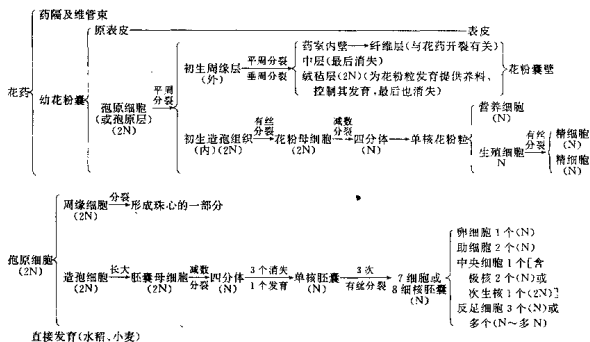 药隔及维管束
原表皮 表皮
花药
幼花粉囊
孢原细胞
(或孢原层)
(2N)
平周
分裂
初生周缘层
(外)
平周分裂
垂周分裂
药室内壁→纤维层(与花药开裂有关)
中层(最后消失)
绒毡层(2N)(为花粉粒发育提供养料、
控制其发育,最后也消失)
花粉囊壁
初生造孢组织
(内)(2N)
有丝
分裂
花粉母细胞
(2N)
减数
分裂
四分体
(N)
单核花粉粒
营养细胞
(N)
生殖细胞
N
有丝
分裂
精细胞
(N)
精细胞
(N)
孢原细胞
(2N)
周缘细胞
(2N)
分裂
形成珠心的一部分
造孢细胞
(2N)
长大
胚囊母细胞
(2N)
减数
分裂
四分体
(N)
3个消失
1个发育
单核胚囊
(N)
3次
有丝分裂
7细胞或
8细核胚囊
卵细胞1个(N)
助细胞2个(N)
中央细胞1个[含
极核2个(N)或
次生核1个(2N)]
反足细胞3个(N)或
多个(N~多N)
直接发育(水稻、小麦)